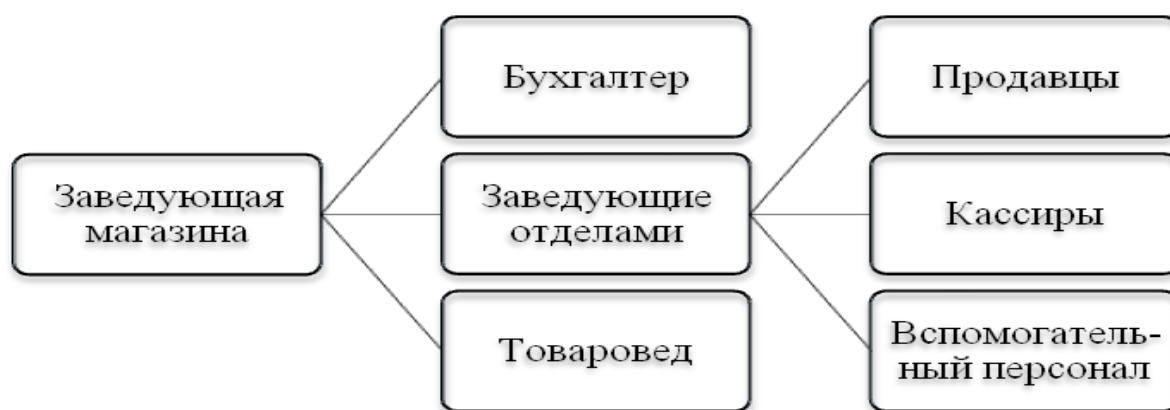 Заведующая
магазина
Бухгалтер
Заведующие
отделами
Товаровед
Продавцы
Кассиры
Вспомогатель-
ный персонал